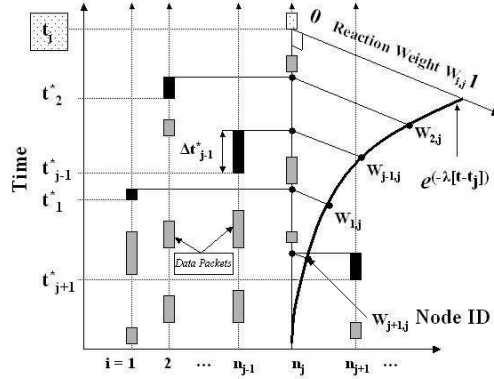 t_j
0 Reaction Weight W_i,j 1
t*_2
W_2,j
Δt*_j-1
t*_j-1
W_j-1,j
e^(-λ[t-t_j])
t*_1
W_1,j
Time
Data Packets
t*_j+1
W_j+1,j Node ID
i = 1 2 ... n_j-1 n_j n_j+1 ...